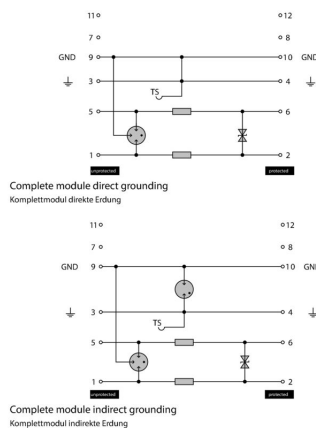 11 12
7 8
GND 9 10 GND
3 4
TS
5 6
1 2
unprotected protected
Complete module direct grounding
Komplettmodul direkte Erdung
11 12
7 8
GND 9 10 GND
3 4
TS
5 6
1 2
unprotected protected
Complete module indirect grounding
Komplettmodul indirekte Erdung